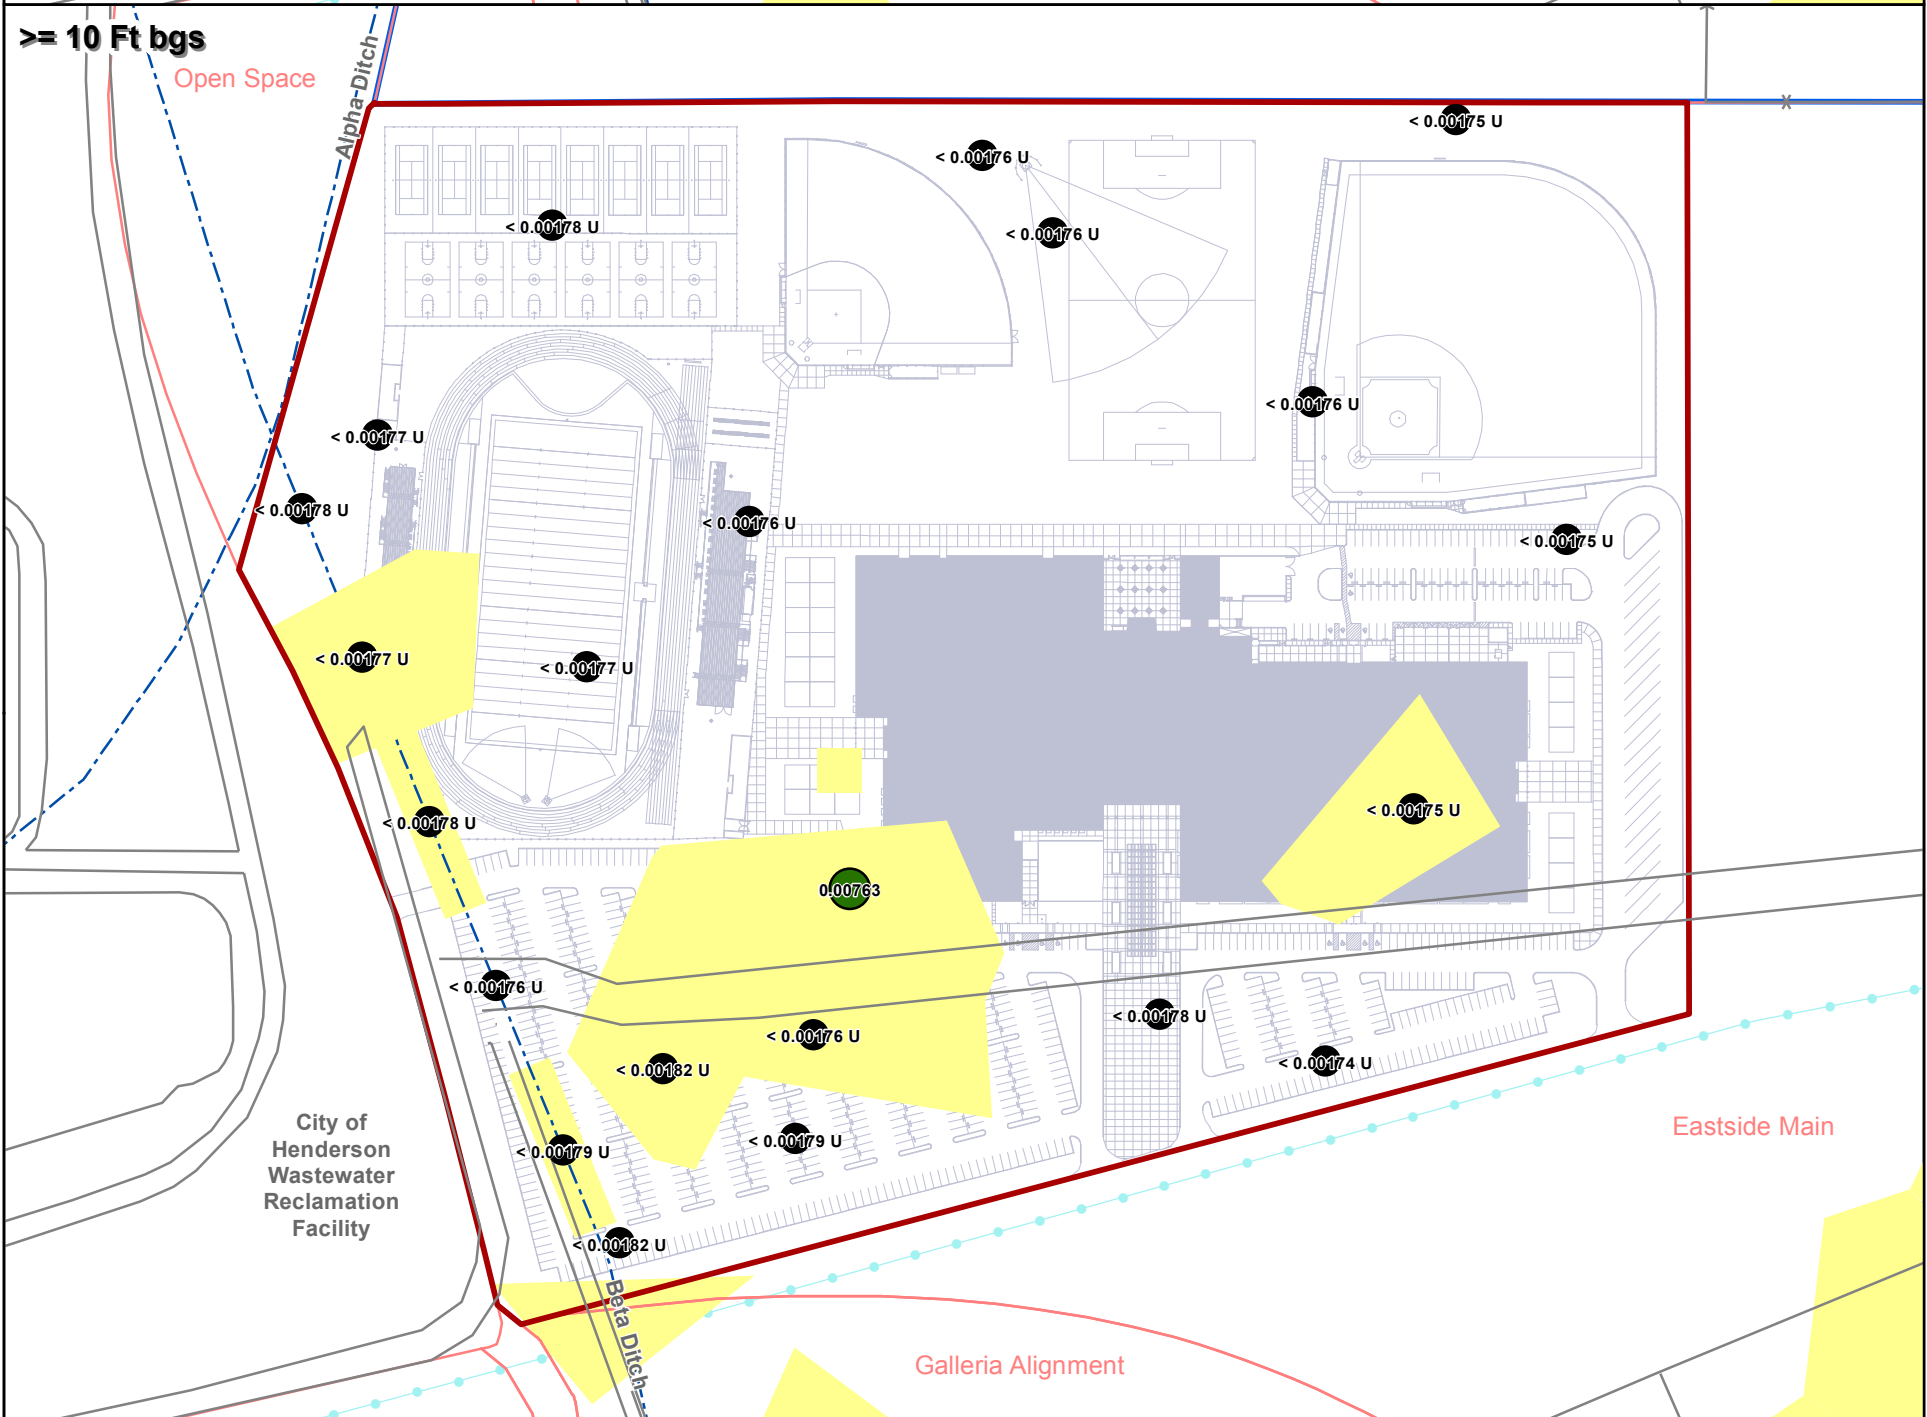 >= 10 Ft bgs
Open Space
Alpha Ditch
< 0.00175 U
< 0.00176 U
< 0.00178 U
< 0.00176 U
< 0.00176 U
< 0.00177 U
< 0.00178 U
< 0.00176 U
< 0.00175 U
< 0.00177 U
< 0.00177 U
< 0.00175 U
< 0.00178 U
0.00763
< 0.00176 U
< 0.00178 U
< 0.00176 U
< 0.00174 U
< 0.00182 U
City of
Henderson
Wastewater
Reclamation
Facility
Eastside Main
< 0.00179 U
< 0.00179 U
< 0.00182 U
Beta Ditch
Galleria Alignment